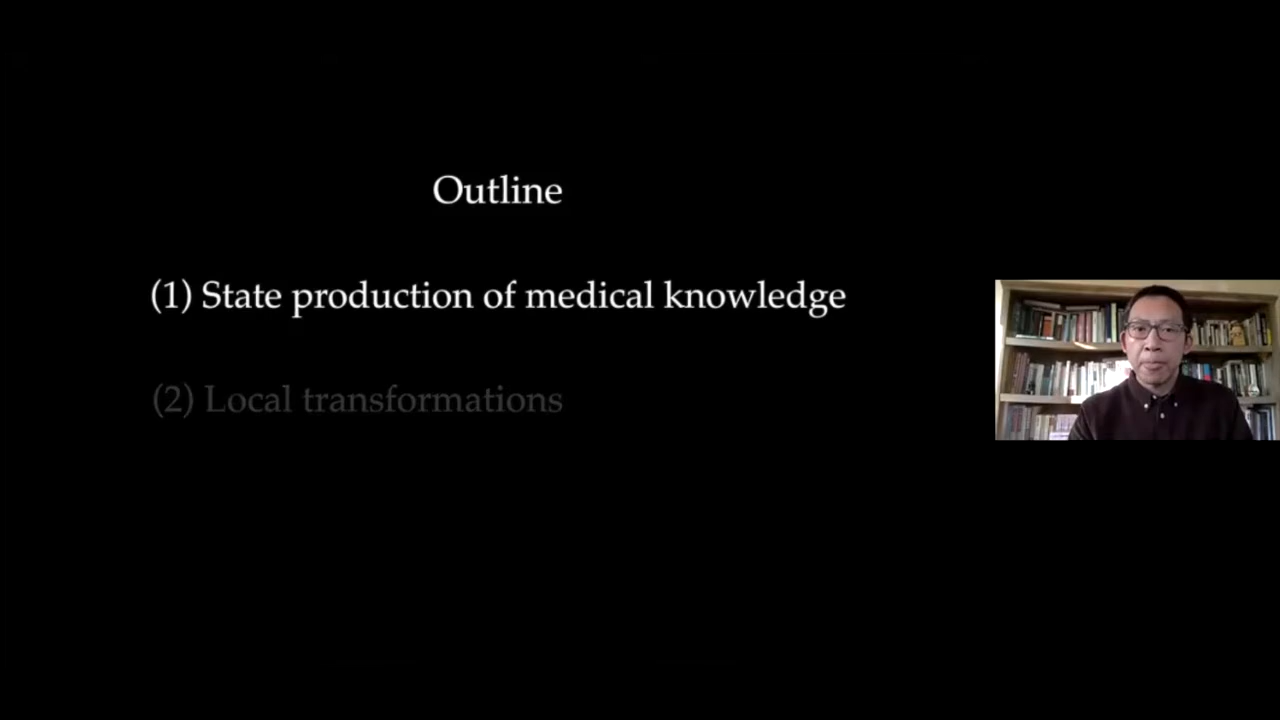 Outline
(1) State production of medical knowledge
(2) Local transformations